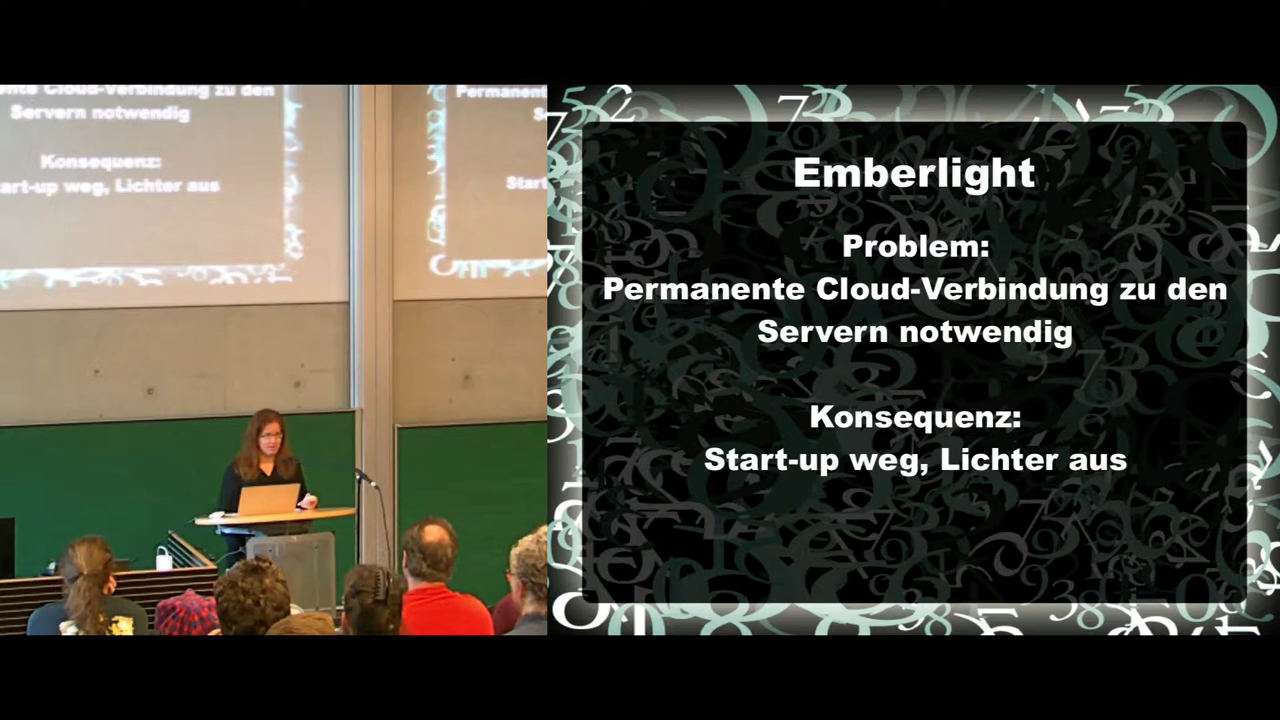 nte Cloud-Verbindung zu den
Servern notwendig
Konsequenz:
art-up weg, Lichter aus
Permanent
S
Start
Emberlight
Problem:
Permanente Cloud-Verbindung zu den
Servern notwendig
Konsequenz:
Start-up weg, Lichter aus